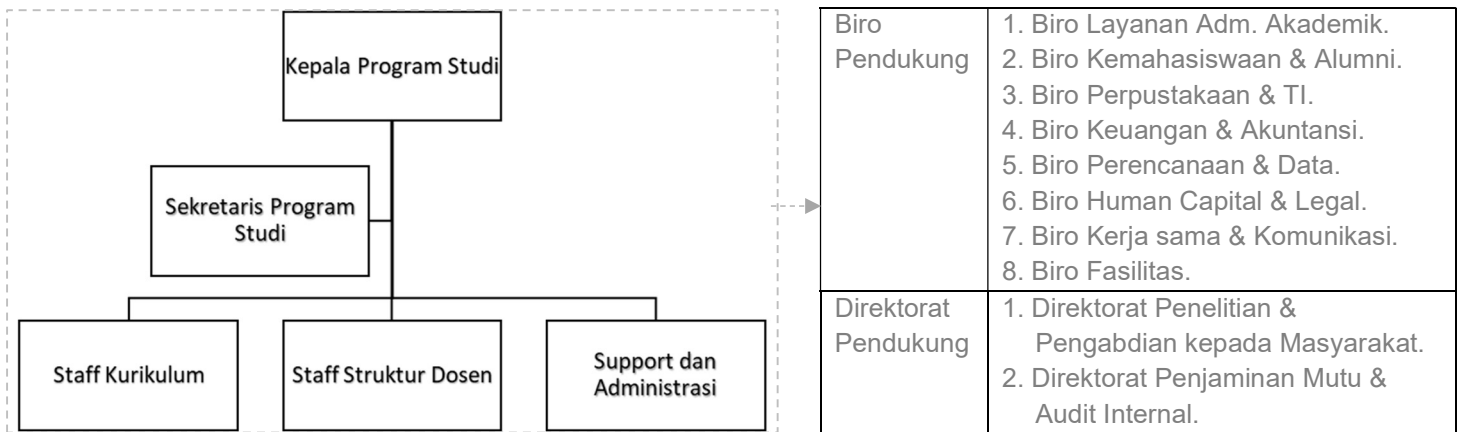 Kepala Program Studi
Sekretaris Program
Studi
Staff Kurikulum
Staff Struktur Dosen
Support dan
Administrasi
Biro
Pendukung
1. Biro Layanan Adm. Akademik.
2. Biro Kemahasiswaan & Alumni.
3. Biro Perpustakaan & TI.
4. Biro Keuangan & Akuntansi.
5. Biro Perencanaan & Data.
6. Biro Human Capital & Legal.
7. Biro Kerja sama & Komunikasi.
8. Biro Fasilitas.
Direktorat
Pendukung
1. Direktorat Penelitian &
Pengabdian kepada Masyarakat.
2. Direktorat Penjaminan Mutu &
Audit Internal.